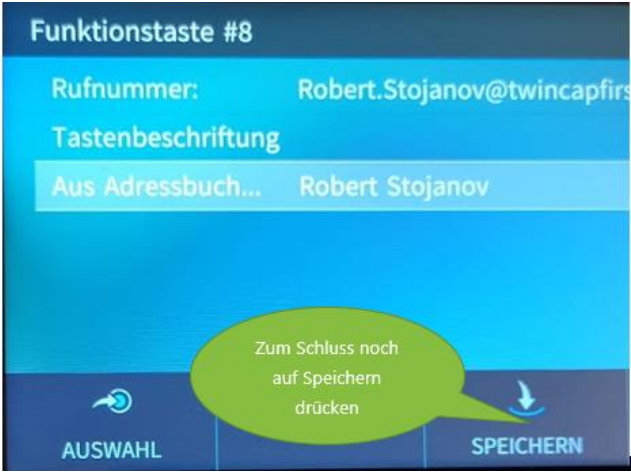 Funktionstaste #8
Rufnummer: Robert.Stojanov@twincapfirs
Tastenbeschriftung
Aus Adressbuch... Robert Stojanov
Zum Schluss noch
auf Speichern
drücken
AUSWAHL
SPEICHERN